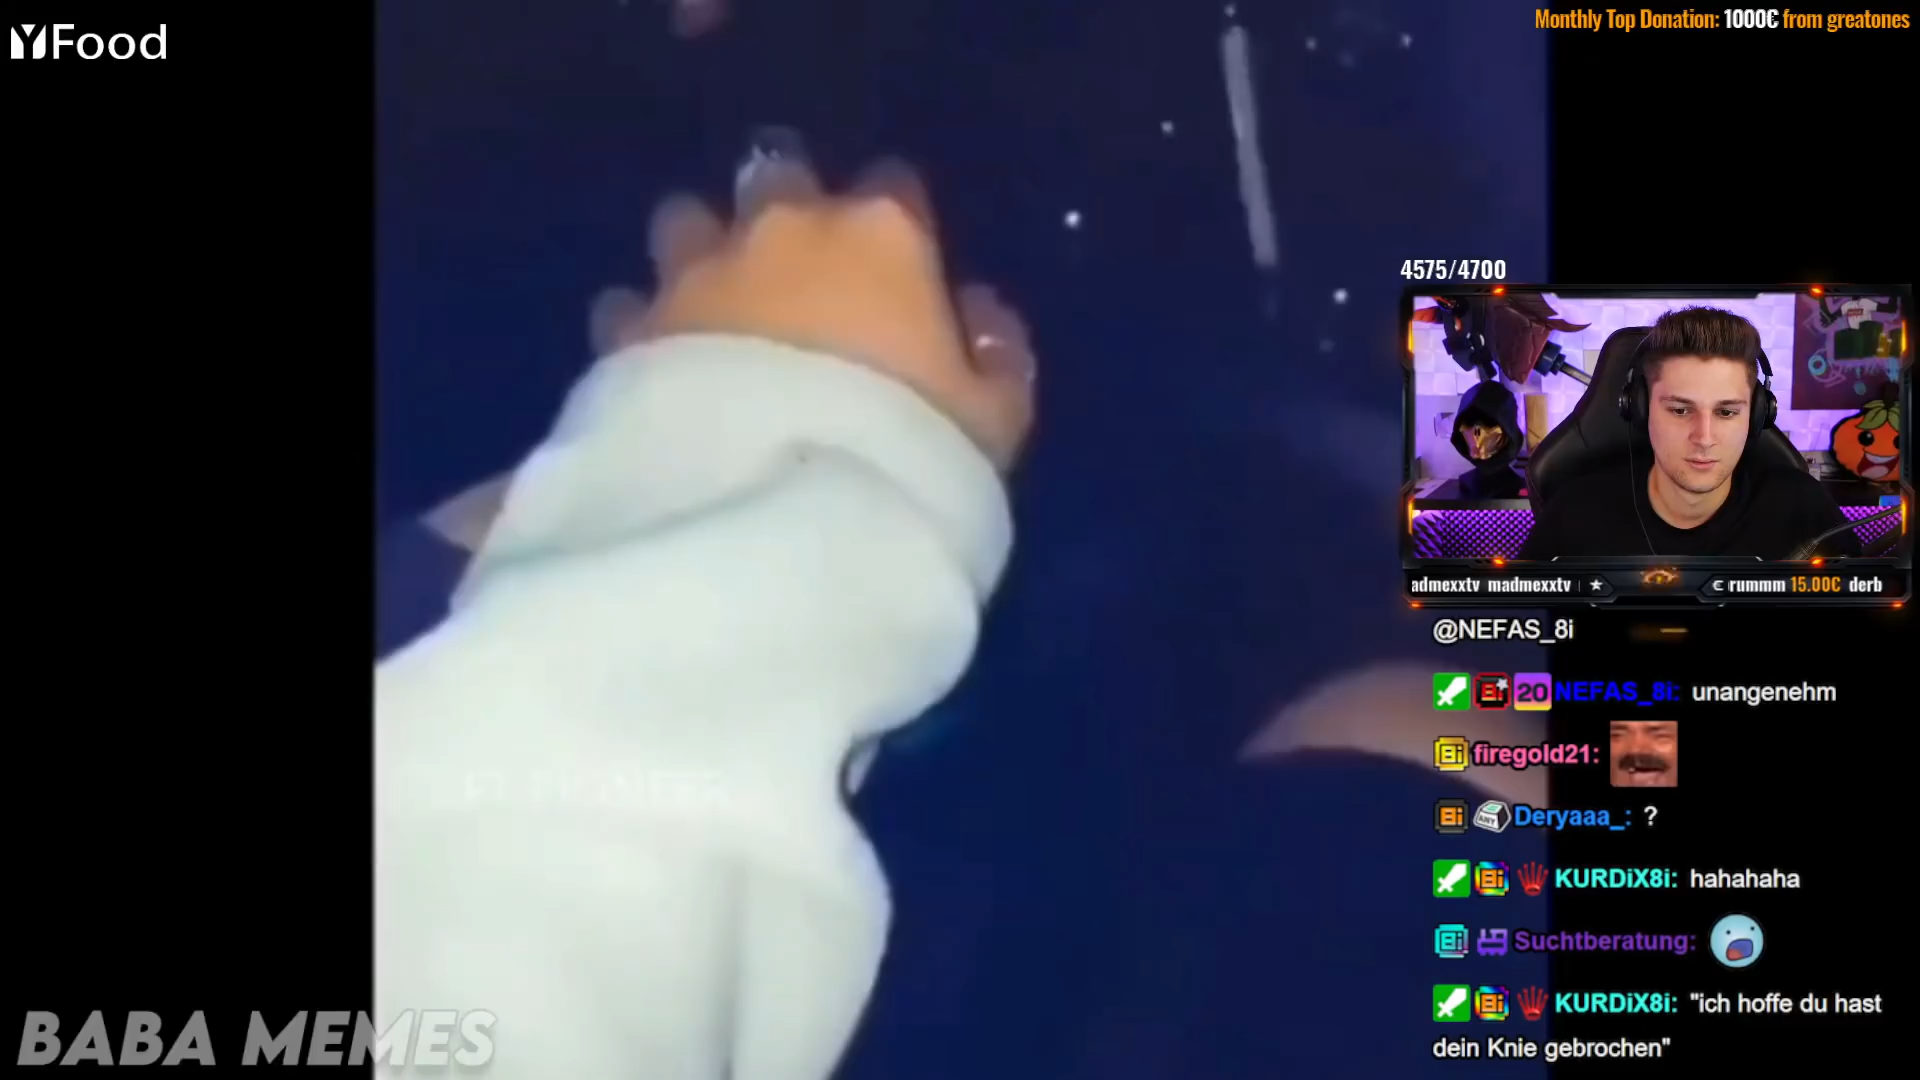 YFood
Monthly Top Donation: 1000€ from greatones
4575/4700
admexxtv madmexxtv
rummm 15.00€ derb
@NEFAS_8i
20 NEFAS_8i: unangenehm
firegold21:
ANY Deryaaa_: ?
KURDiX8i: hahahaha
Suchtberatung:
KURDiX8i: "ich hoffe du hast
dein Knie gebrochen"
BABA MEMES